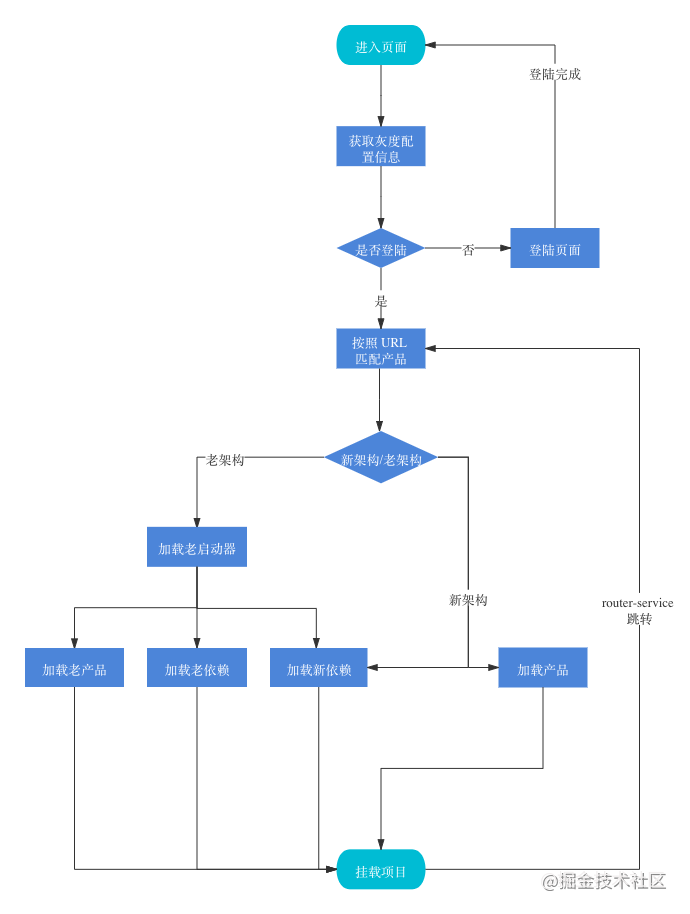 进入页面
登陆完成
获取灰度配
置信息
是否登陆
否
登陆页面
是
按照 URL
匹配产品
老架构
新架构/老架构
加载老启动器
新架构
router-service
跳转
加载老产品
加载老依赖
加载新依赖
加载产品
挂载项目
@掘金技术社区